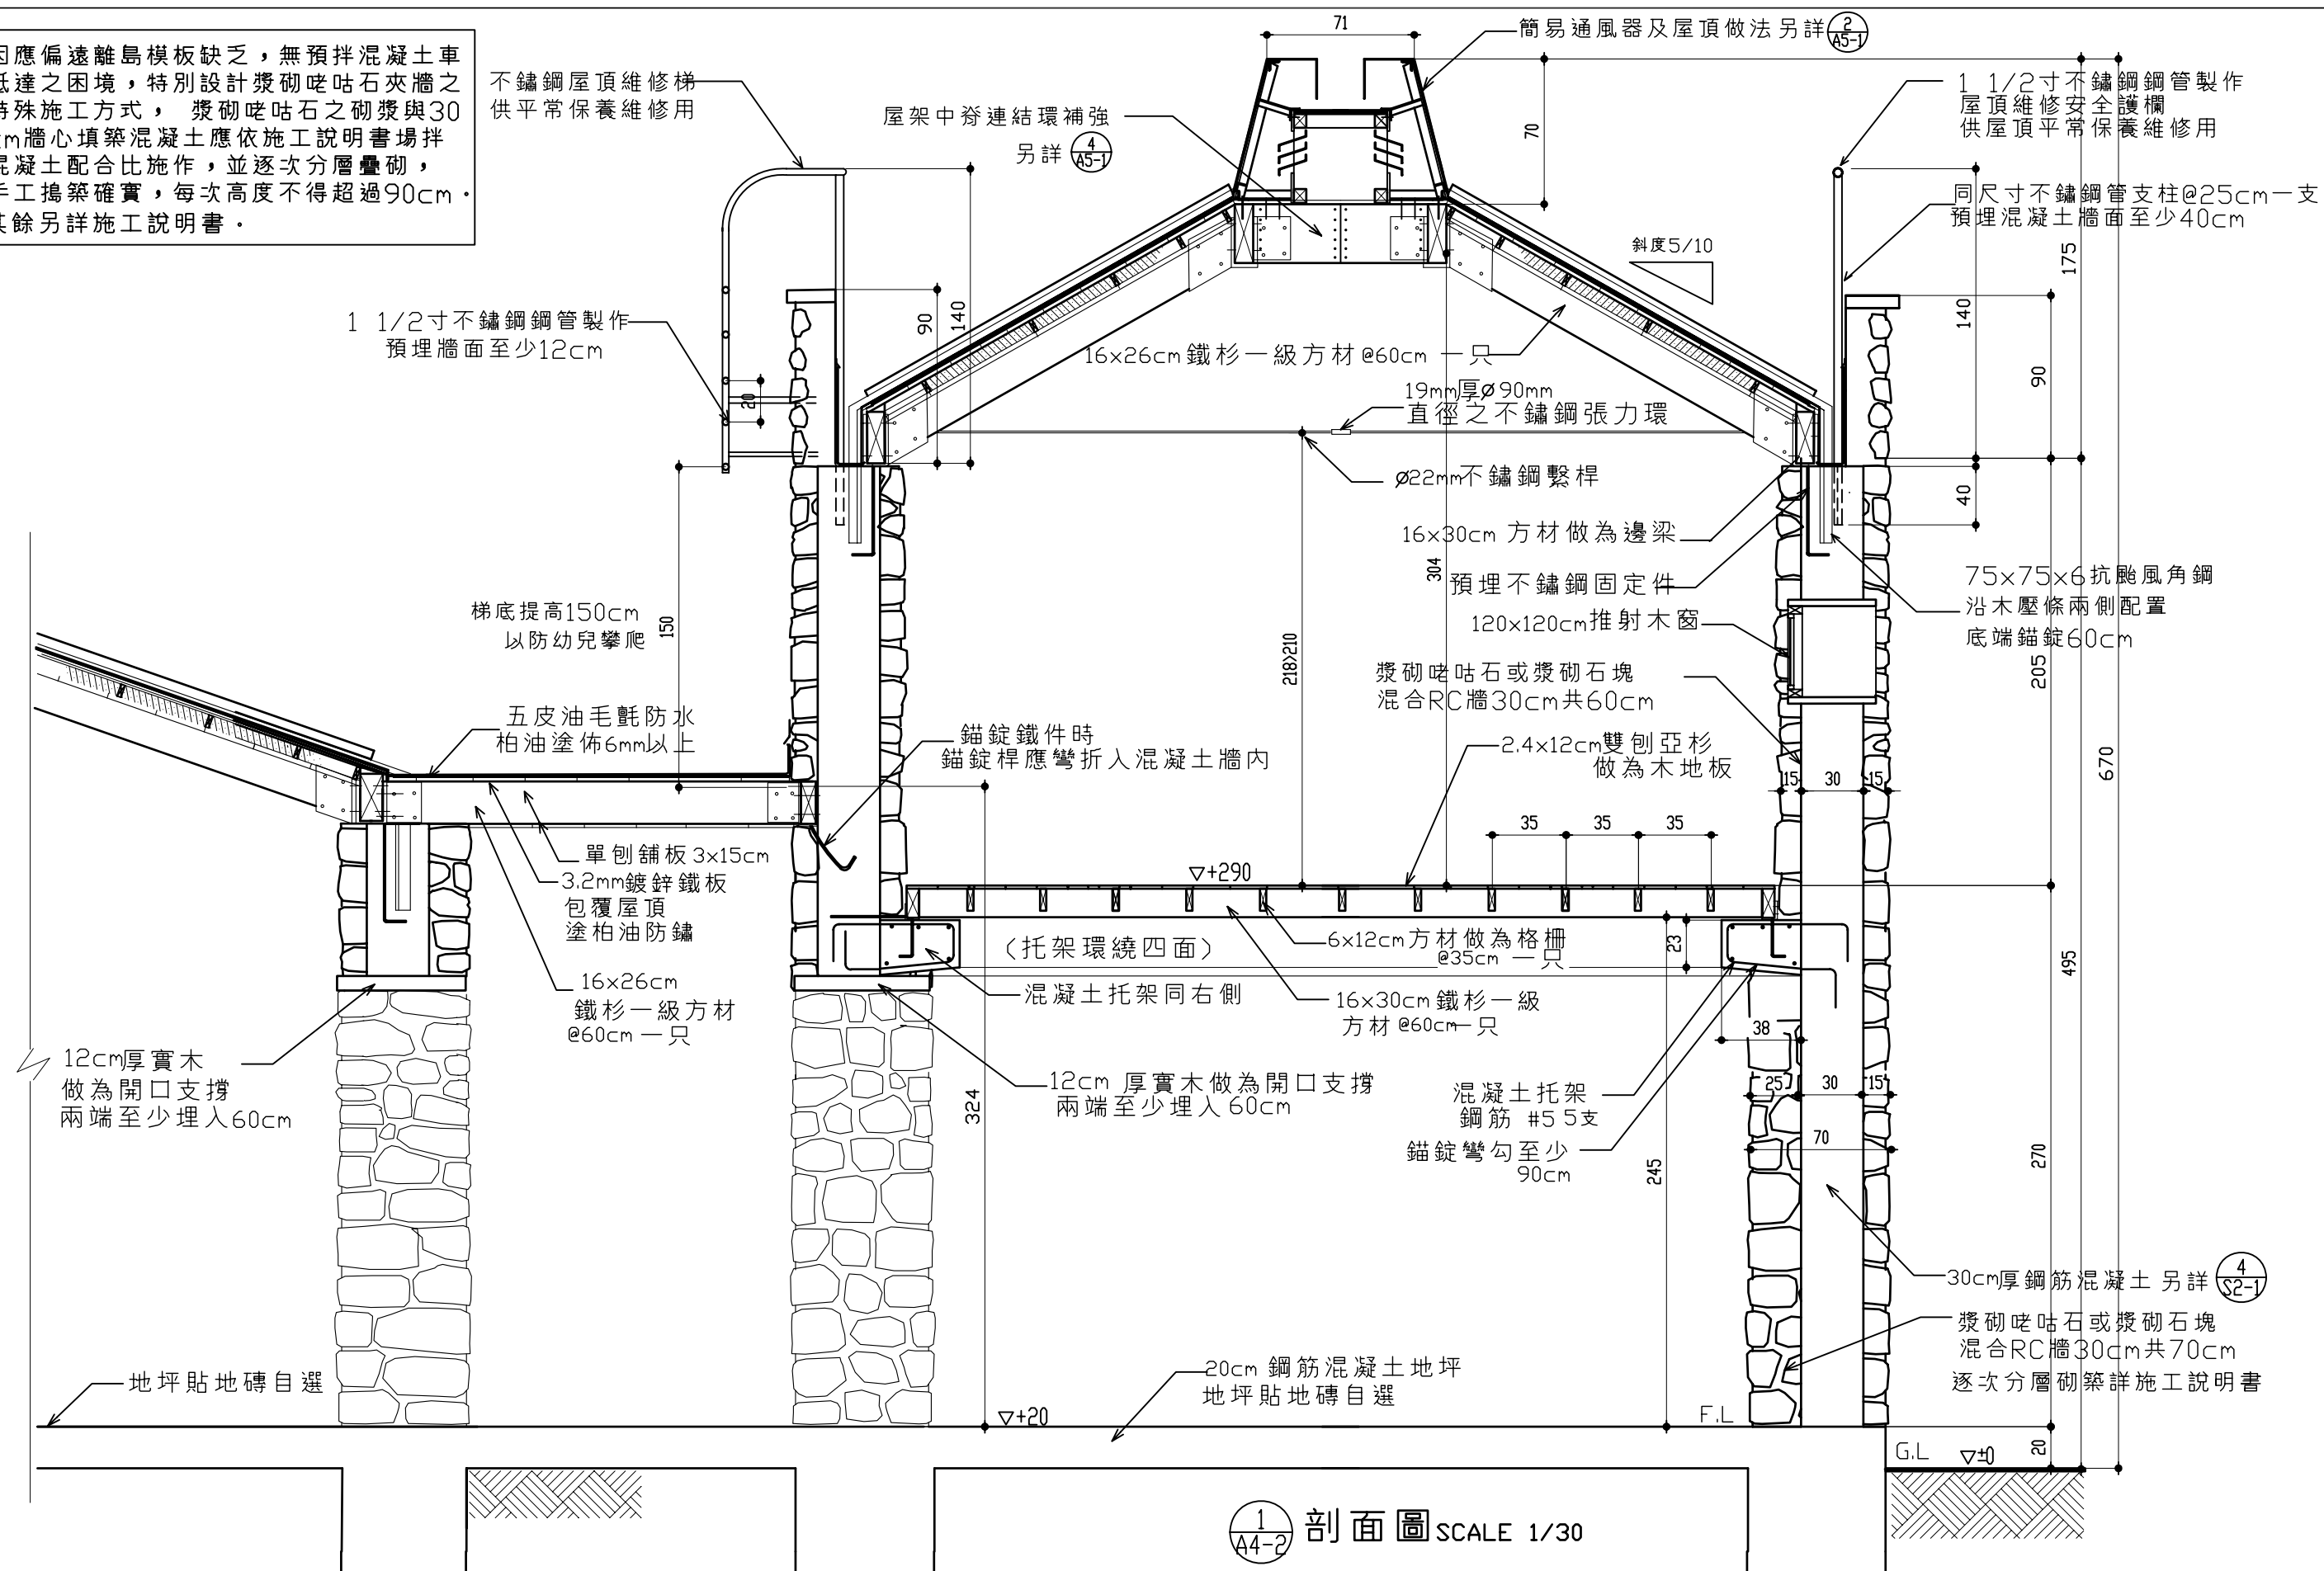 因應偏遠離島模板缺乏，無預拌混凝土車
抵達之困境，特別設計漿砌咾咕石夾牆之
特殊施工方式， 漿砌咾咕石之砌漿與30
cm牆心填築混凝土應依施工說明書場拌
混凝土配合比施作，並逐次分層疊砌，
手工搗築確實，每次高度不得超過90cm．
其餘另詳施工說明書．
不鏽鋼屋頂維修梯
供平常保養維修用
71
簡易通風器及屋頂做法另詳
2
A5-1
屋架中脊連結環補強
另詳
4
A5-1
70
1 1/2寸不鏽鋼鋼管製作
屋頂維修安全護欄
供屋頂平常保養維修用
同尺寸不鏽鋼管支柱@25cm一支
預埋混凝土牆面至少40cm
斜度5/10
175
140
90
40
1 1/2寸不鏽鋼鋼管製作
預埋牆面至少12cm
20
90
140
16x26cm 鐵杉一級方材 @60cm 一只
19mm厚Ø90mm
直徑之不鏽鋼張力環
Ø22mm不鏽鋼繫桿
16x30cm 方材做為邊梁
預埋不鏽鋼固定件
120x120cm推射木窗
漿砌咾咕石或漿砌石塊
混合RC牆30cm共60cm
2.4x12cm雙刨亞杉
做為木地板
75x75x6抗颱風角鋼
沿木壓條兩側配置
底端錨錠60cm
205
670
304
218>210
梯底提高150cm
以防幼兒攀爬
150
五皮油毛氈防水
柏油塗佈6mm以上
錨錠鐵件時
錨錠桿應彎折入混凝土牆內
15 30 15
35 35 35
▽+290
單刨舖板 3x15cm
3.2mm鍍鋅鐵板
包覆屋頂
塗柏油防鏽
16x26cm
鐵杉一級方材
@60cm 一只
(托架環繞四面)
6x12cm方材做為格柵
@35cm 一只
23
混凝土托架同右側
16x30cm 鐵杉一級
方材 @60cm一只
38
495
12cm厚實木
做為開口支撐
兩端至少埋入60cm
12cm 厚實木做為開口支撐
兩端至少埋入 60cm
324
混凝土托架
鋼筋 #5 5支
錨錠彎勾至少
90cm
25 30 15
70
245
270
30cm厚鋼筋混凝土 另詳
4
S2-1
漿砌咾咕石或漿砌石塊
混合RC牆30cm共70cm
逐次分層砌築詳施工說明書
地坪貼地磚自選
20cm 鋼筋混凝土地坪
地坪貼地磚自選
▽+20
F.L
G.L ▽±0
20
1
A4-2
剖面圖 SCALE 1/30